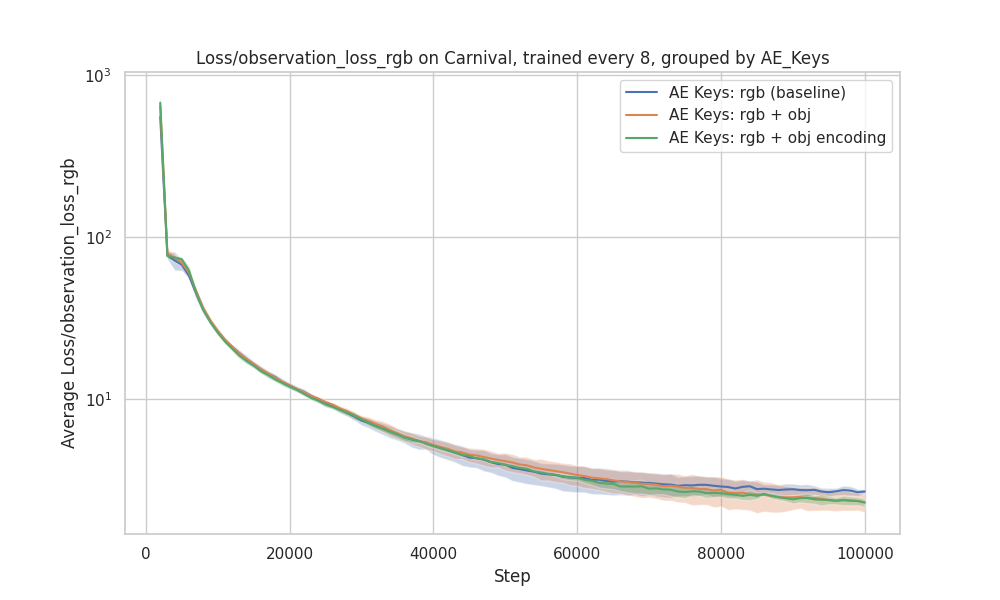 Loss/observation_loss_rgb on Carnival, trained every 8, grouped by AE_Keys
AE Keys: rgb (baseline)
AE Keys: rgb + obj
AE Keys: rgb + obj encoding
Average Loss/observation_loss_rgb
10³
10²
10¹
0 20000 40000 60000 80000 100000
Step